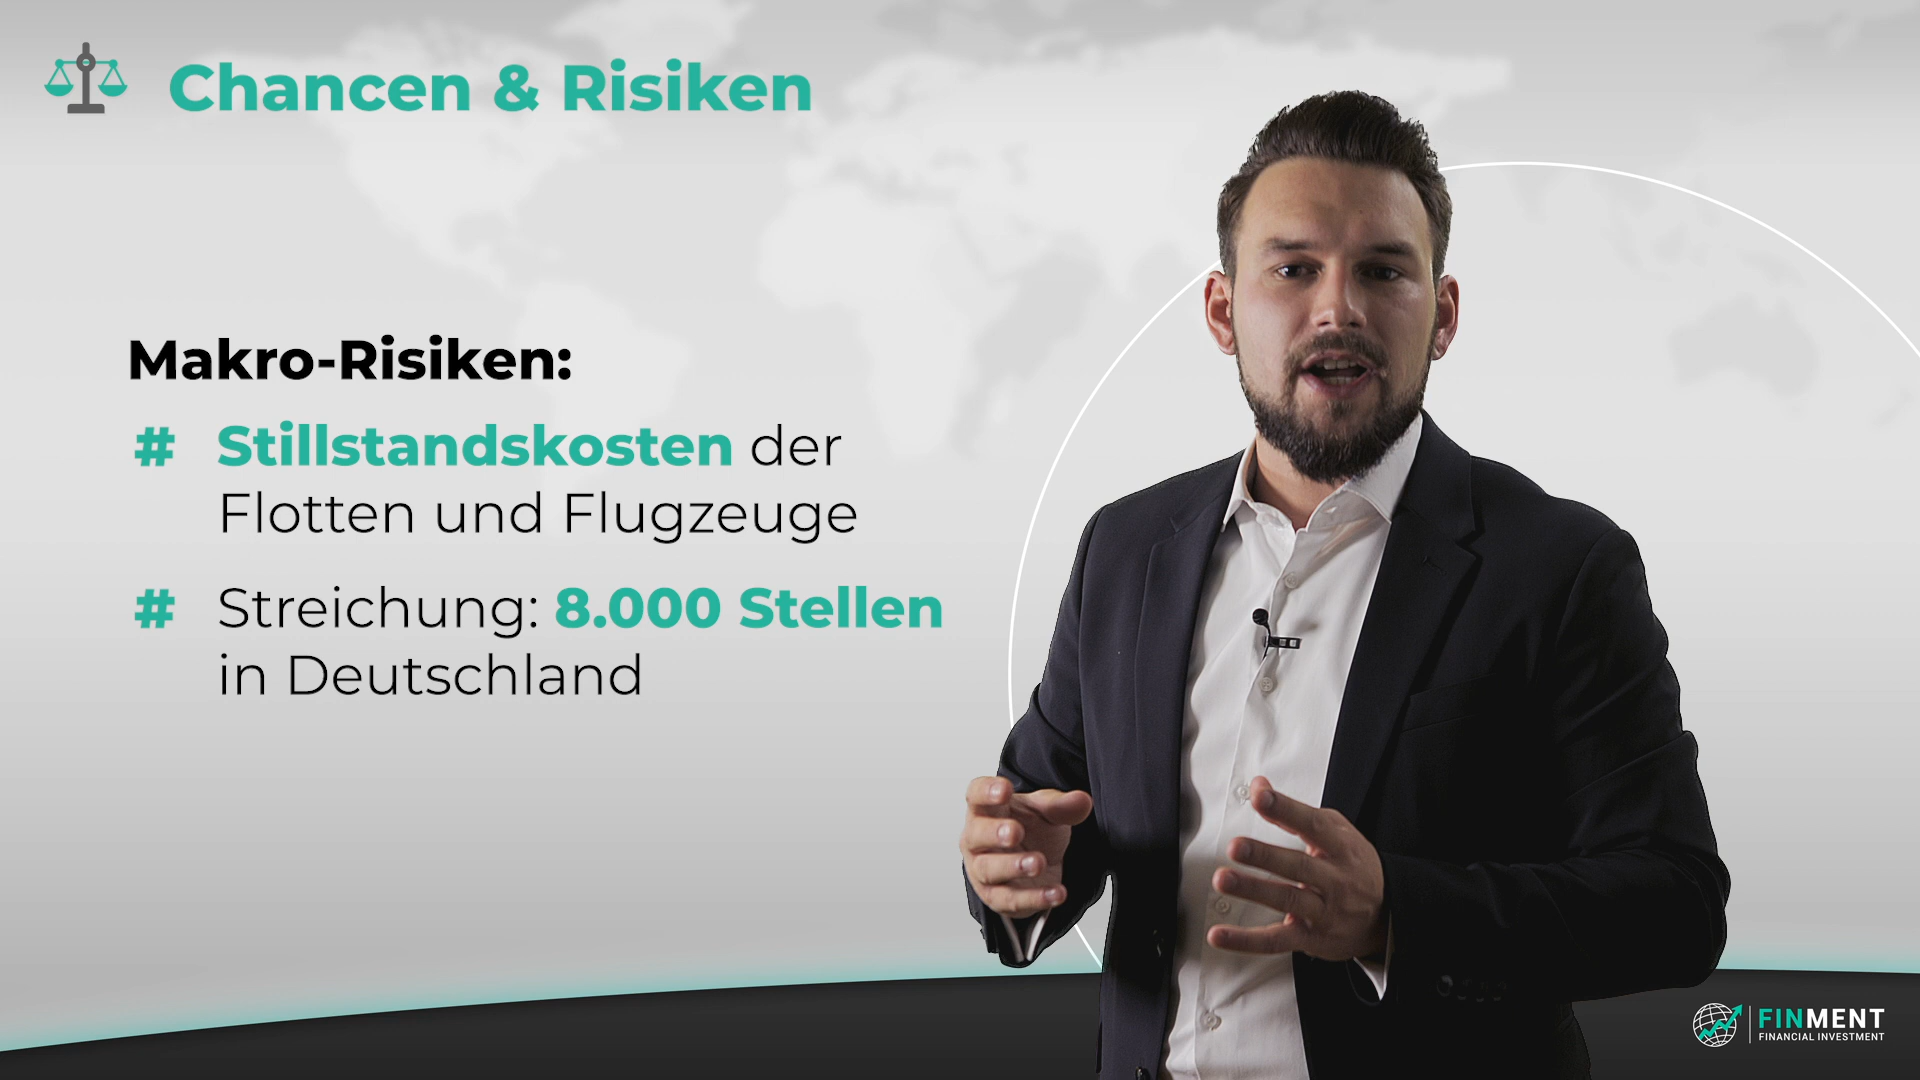 Chancen & Risiken
Makro-Risiken:
# Stillstandskosten der
Flotten und Flugzeuge
# Streichung: 8.000 Stellen
in Deutschland
FINMENT
FINANCIAL INVESTMENT